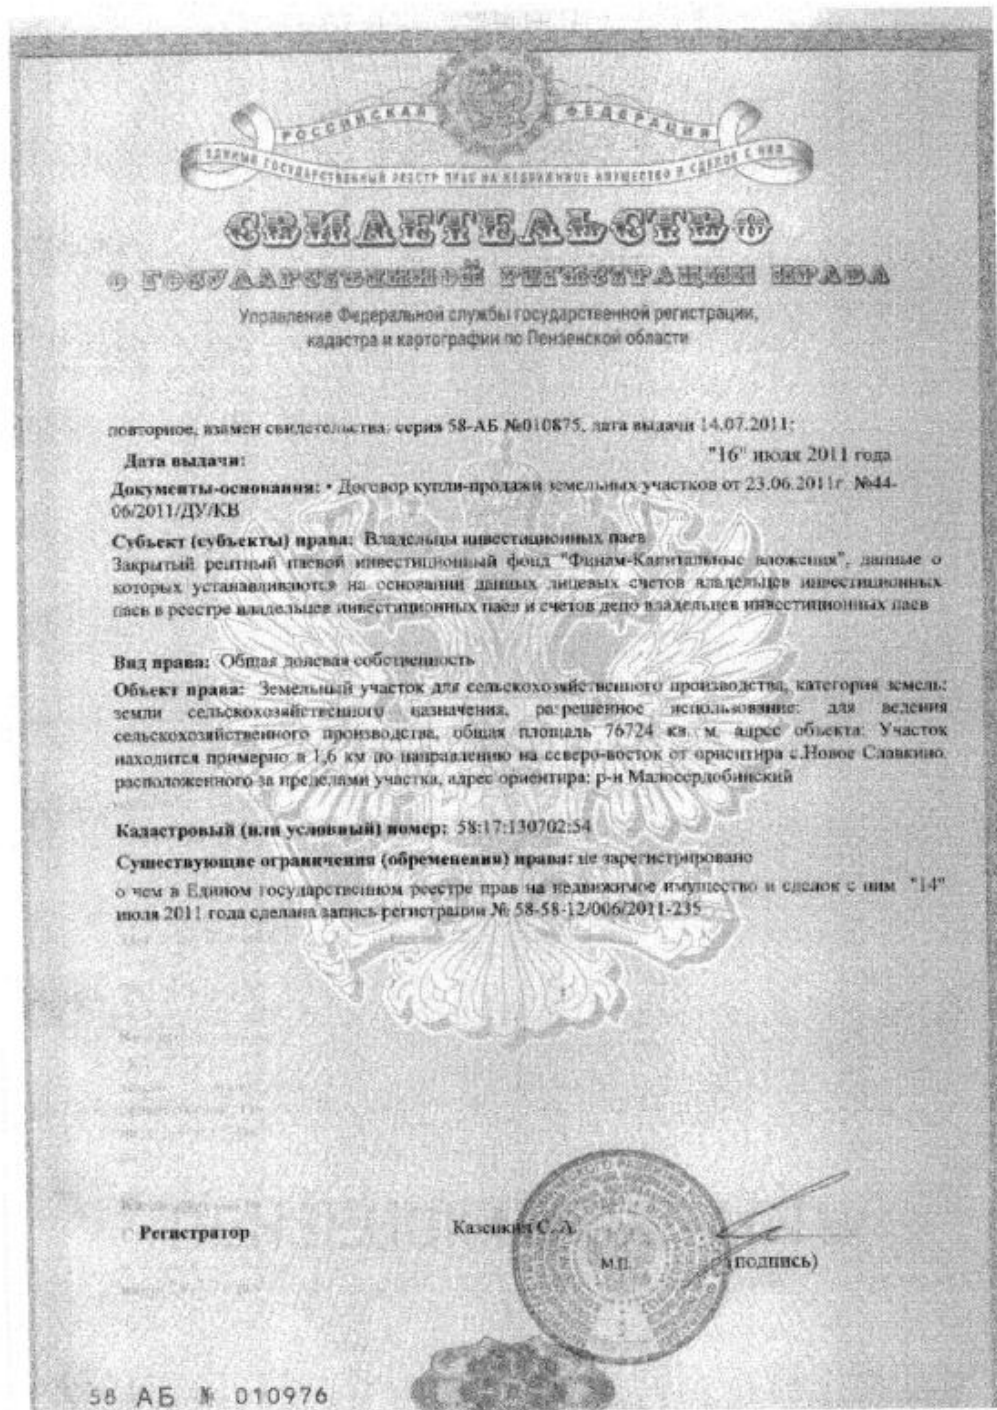 РОССИЙСКАЯ ФЕДЕРАЦИЯ
ЕДИНЫЙ ГОСУДАРСТВЕННЫЙ РЕЕСТР ПРАВ НА НЕДВИЖИМОЕ ИМУЩЕСТВО И СДЕЛОК С НИМ
СВИДЕТЕЛЬСТВО
О ГОСУДАРСТВЕННОЙ РЕГИСТРАЦИИ ПРАВА
Управление Федеральной службы государственной регистрации,
кадастра и картографии по Пензенской области
повторное, взамен свидетельства: серия 58-АБ №010875, дата выдачи 14.07.2011;
Дата выдачи: "16" июля 2011 года
Документы-основания: • Договор купли-продажи земельных участков от 23.06.2011г. №44-
06/2011/ДУ/КВ
Субъект (субъекты) права: Владельцы инвестиционных паев
Закрытый рентный паевой инвестиционный фонд "Финам-Капитальные вложения", данные о
которых устанавливаются на основании данных лицевых счетов владельцев инвестиционных
паев в реестре владельцев инвестиционных паев и счетов депо владельцев инвестиционных паев
Вид права: Общая долевая собственность
Объект права: Земельный участок для сельскохозяйственного производства, категория земель:
земли сельскохозяйственного назначения, разрешенное использование: для ведения
сельскохозяйственного производства, общая площадь 76724 кв. м, адрес объекта: Участок
находится примерно в 1,6 км по направлению на северо-восток от ориентира с.Новое Славкино,
расположенного за пределами участка, адрес ориентира: р-н Малосердобинский
Кадастровый (или условный) номер: 58:17:130702:54
Существующие ограничения (обременения) права: не зарегистрировано
о чем в Едином государственном реестре прав на недвижимое имущество и сделок с ним "14"
июля 2011 года сделана запись регистрации № 58-58-12/006/2011-235
Регистратор Казенкин С. А.
М.П. (подпись)
58 АБ № 010976